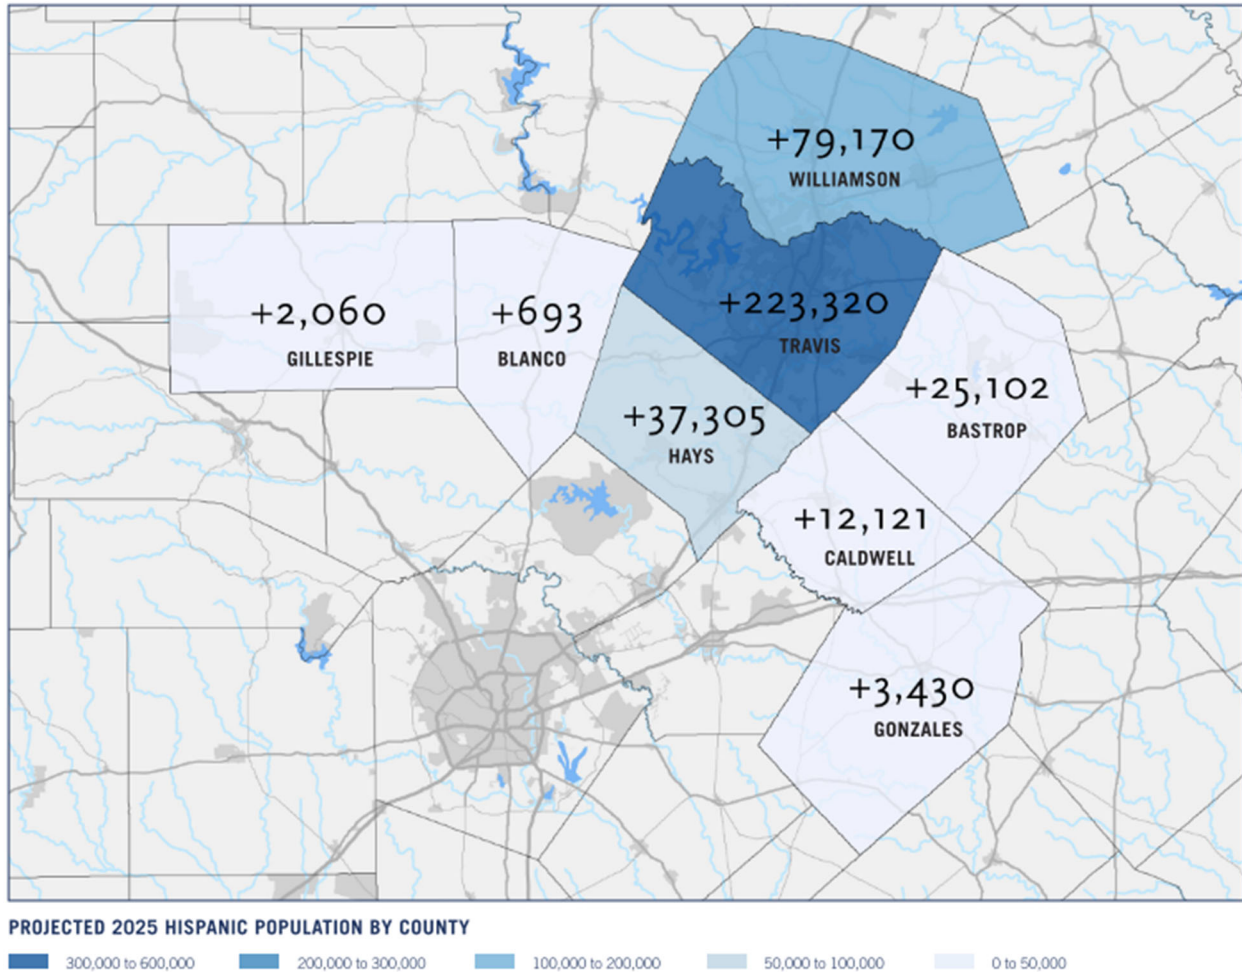 +79,170
WILLIAMSON
+2,060
GILLESPIE
+693
BLANCO
+223,320
TRAVIS
+37,305
HAYS
+25,102
BASTROP
+12,121
CALDWELL
+3,430
GONZALES
PROJECTED 2025 HISPANIC POPULATION BY COUNTY
300,000 to 600,000 200,000 to 300,000 100,000 to 200,000 50,000 to 100,000 0 to 50,000